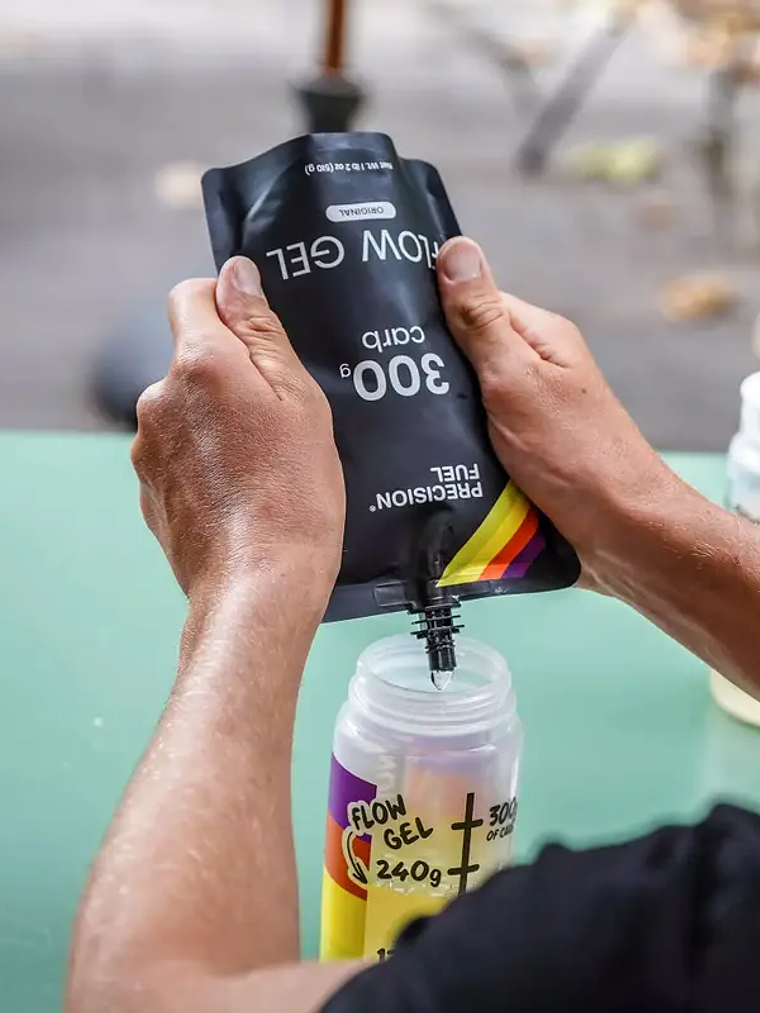 PRECISION®
FUEL
300g
carb
FLOW GEL
ORIGINAL
Net Wt. 1 lb 2 oz (510 g)
FLOW
GEL
240g
300
OF